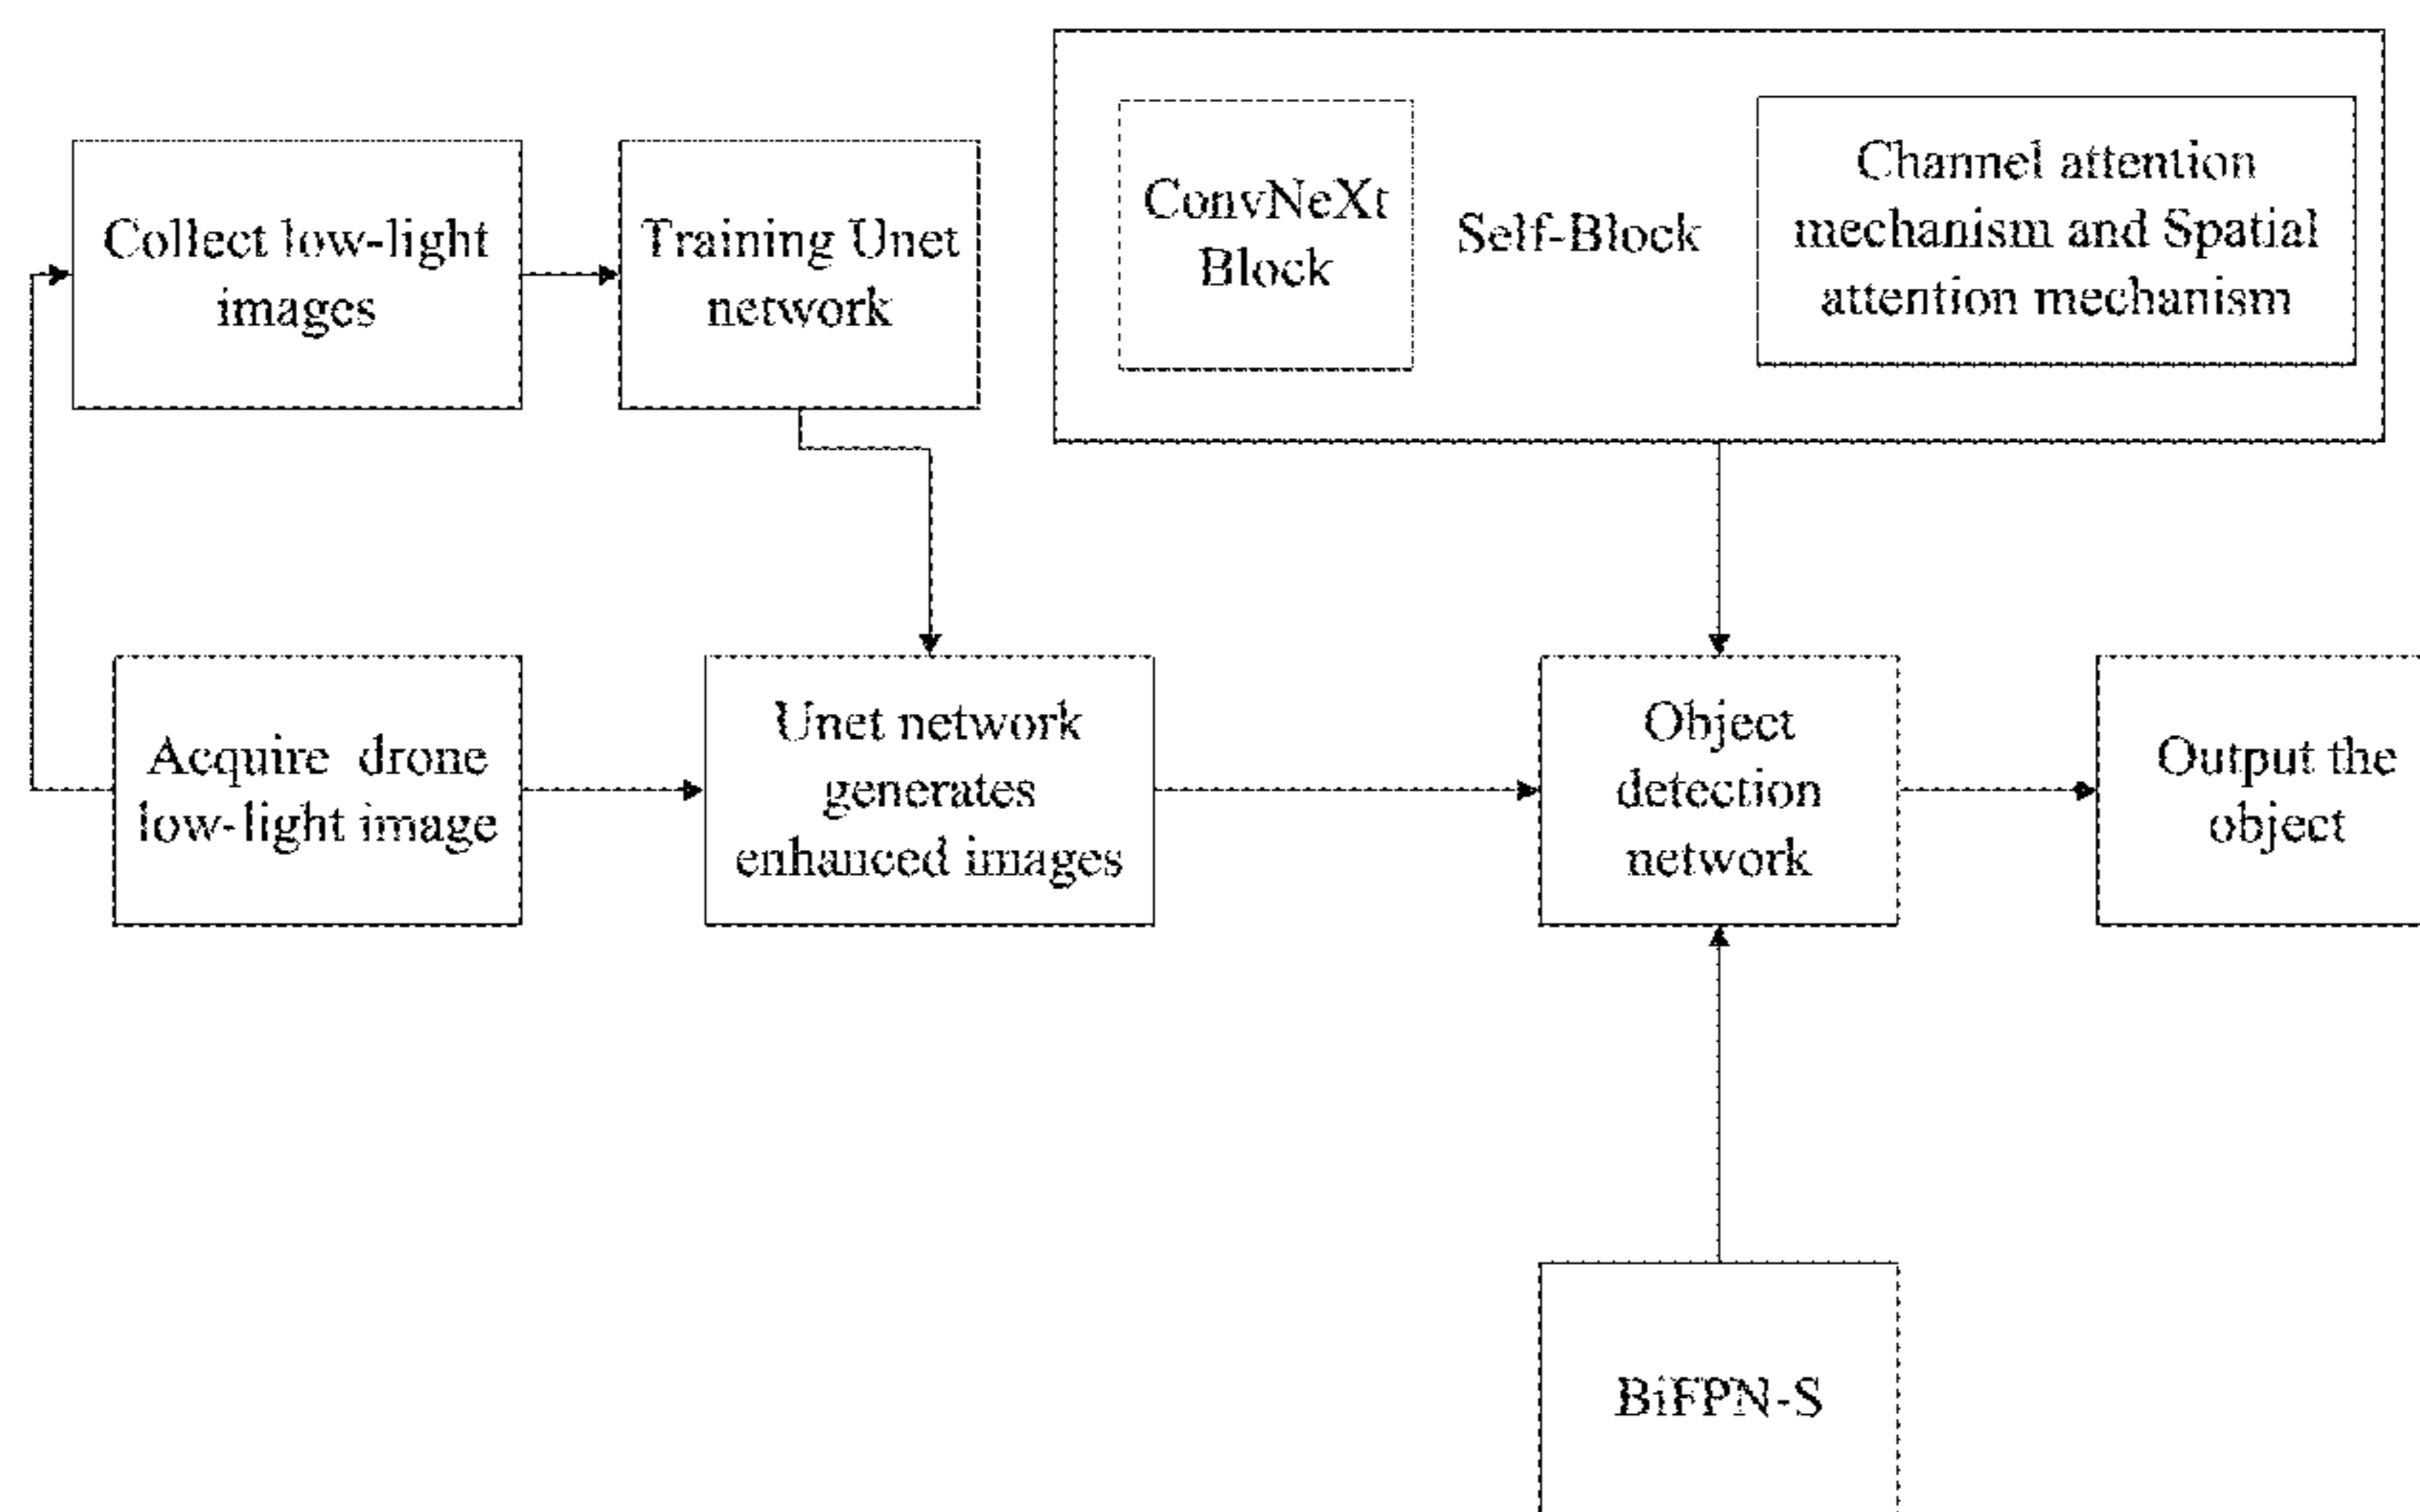 Collect low-light
images
Training Unet
network
ConvNeXt
Block
Self-Block
Channel attention
mechanism and Spatial
attention mechanism
Acquire drone
low-light image
Unet network
generates
enhanced images
Object
detection
network
Output the
object
BiFPN-S